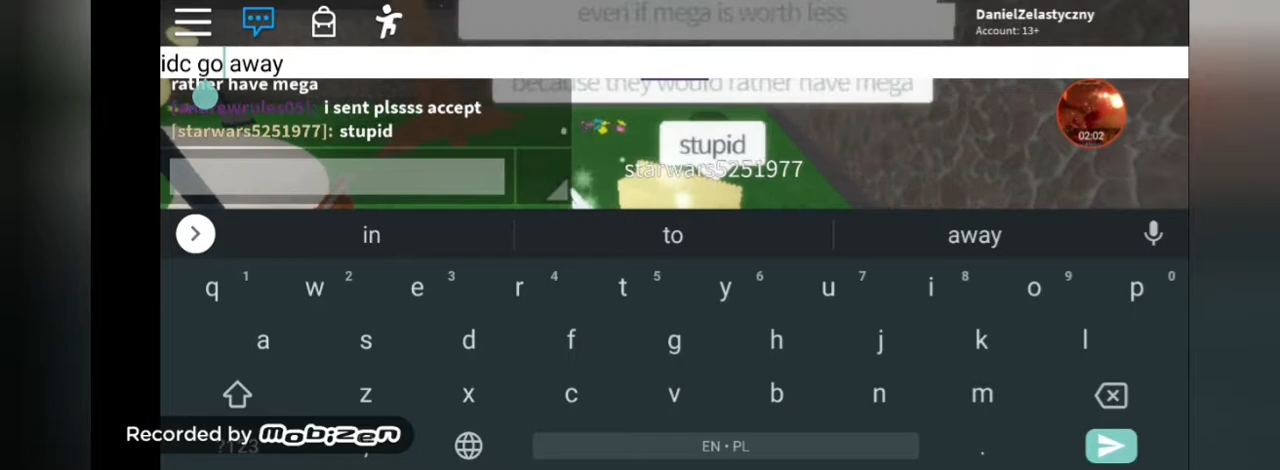 even if mega is worth less
DanielZelastyczny
Account: 13+
idc go away
rather have mega
because they would rather have mega
[andrewrules05]: i sent plssss accept
[starwars5251977]: stupid
02:02
stupid
starwars5251977
in to away
q 1 w 2 e 3 r 4 t 5 y 6 u 7 i 8 o 9 p 0
a s d f g h j k l
z x c v b n m
Recorded by mobizen
?123 , EN • PL .